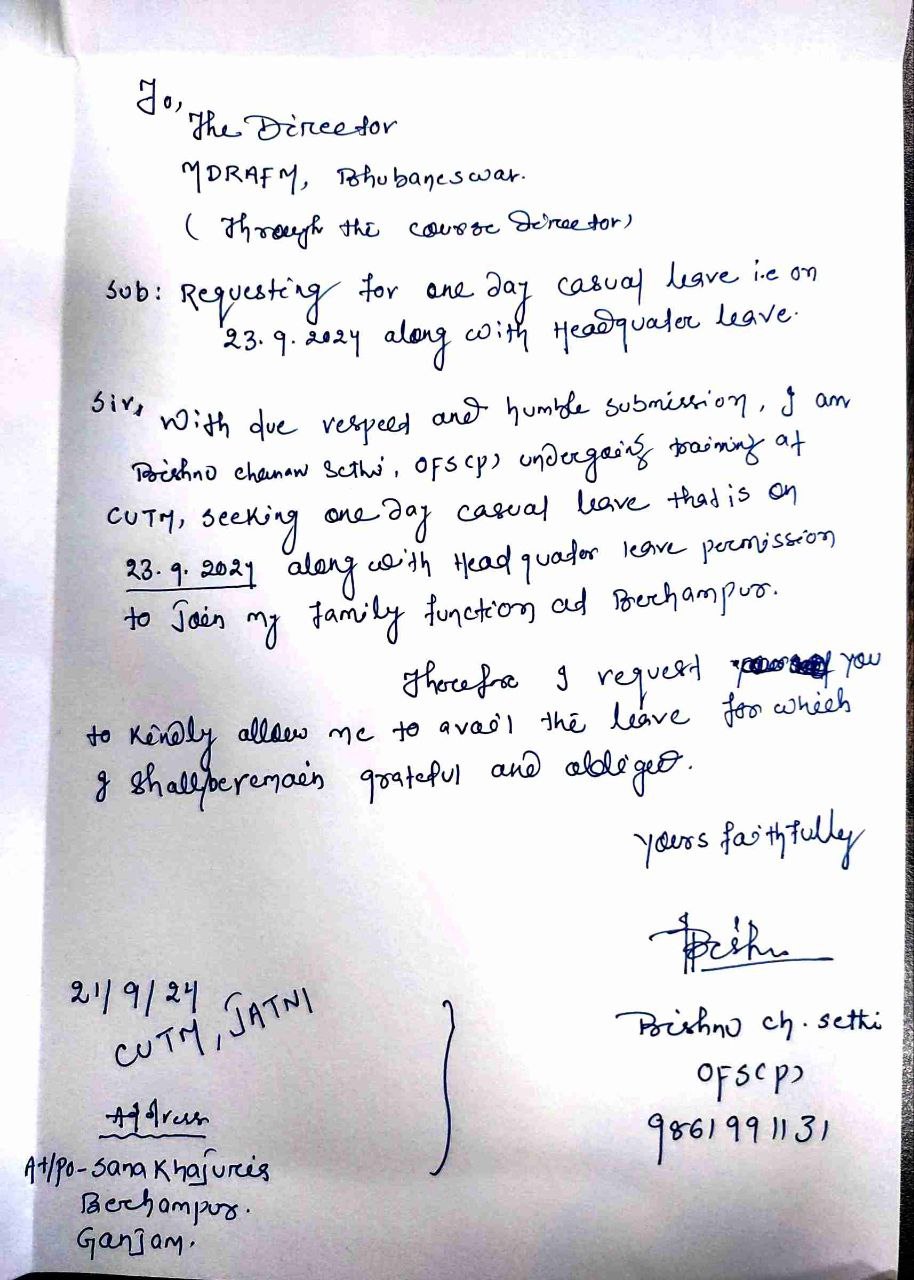 To,
The Director
MDRAFM, Bhubaneswar.
(Through the course Director)
Sub: Requesting for one day casual leave i.e on
23.9.2024 along with Headquater leave.
Sir,
With due respect and humble submission, I am
Bishno charan Sethi, OFS(P) undergoing training at
CUTM, seeking one day casual leave that is on
23.9.2024 along with Head quater leave permission
to join my family function at Berhampur.
Therefore I request you
to kindly allow me to avail the leave for which
I shall remain grateful and obliged.
yours faithfully
Bishnu
Bishno ch. sethi
OFS(P)
9861991131
21/9/24
CUTM, JATNI
Address
At/po-Sana Khajuria
Berhampur.
Ganjam.